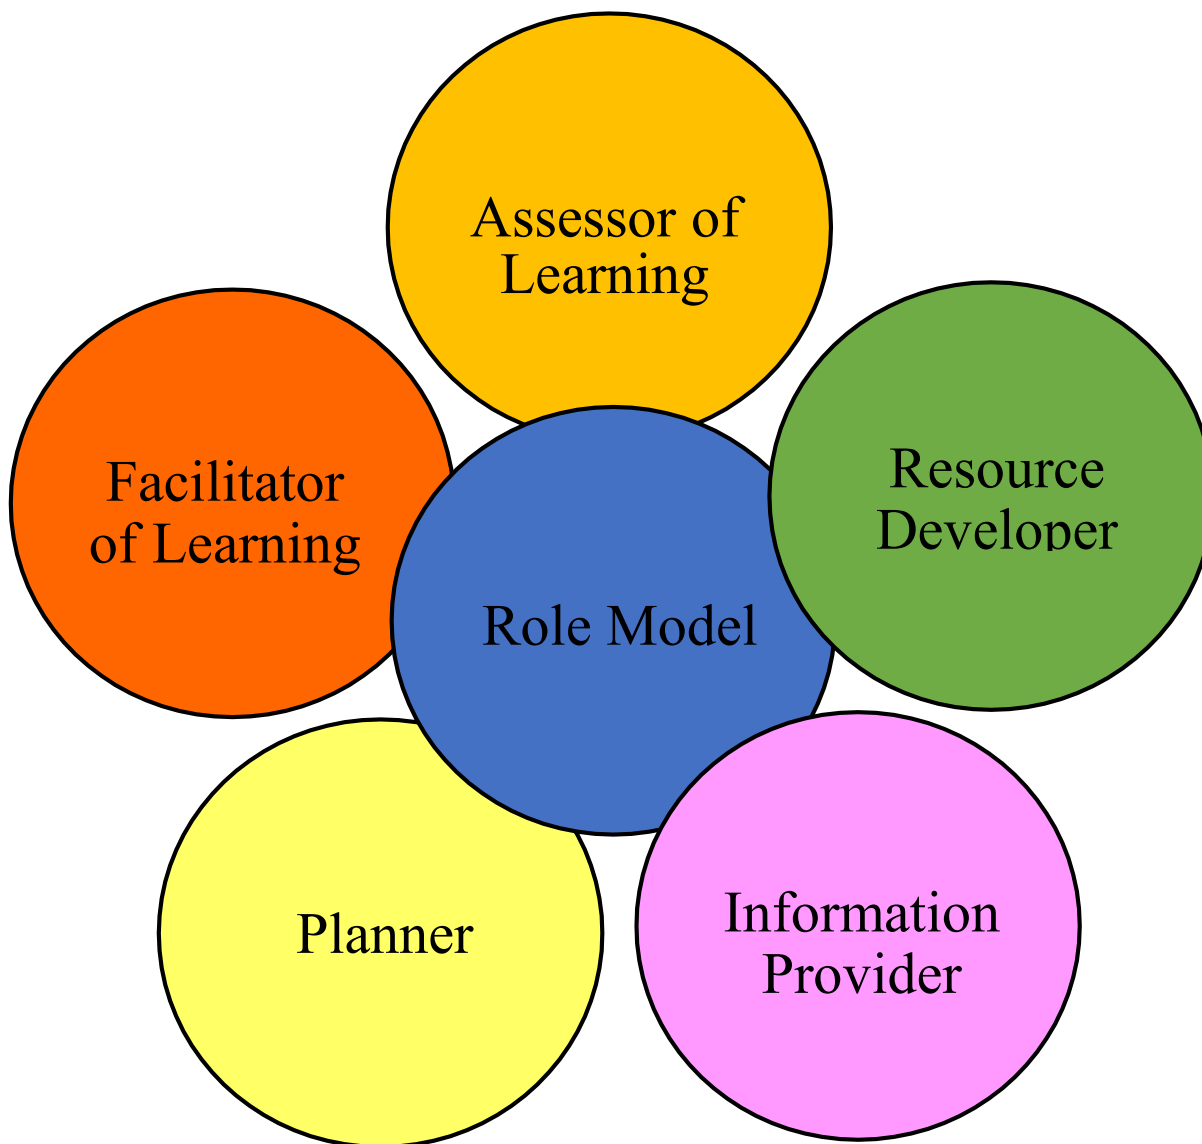 Assessor of
Learning
Facilitator
of Learning
Resource
Developer
Role Model
Planner
Information
Provider